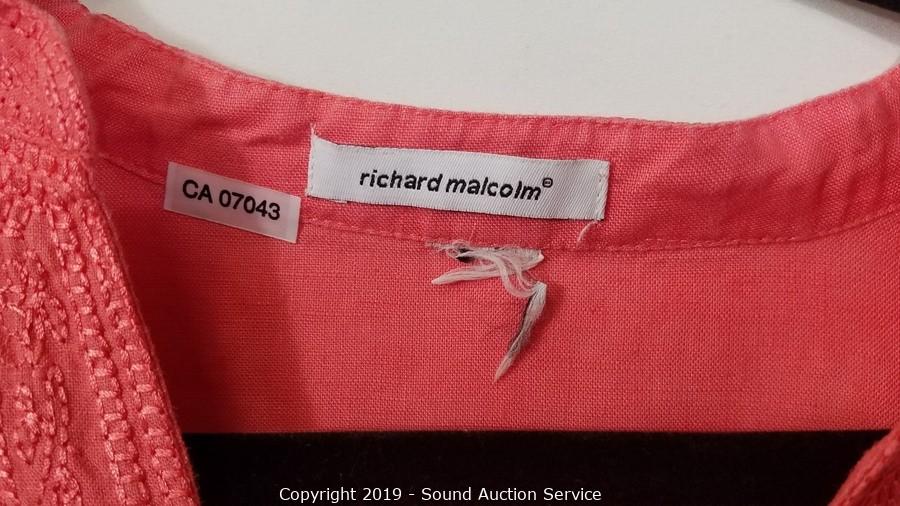 richard malcolm®
CA 07043
Copyright 2019 - Sound Auction Service